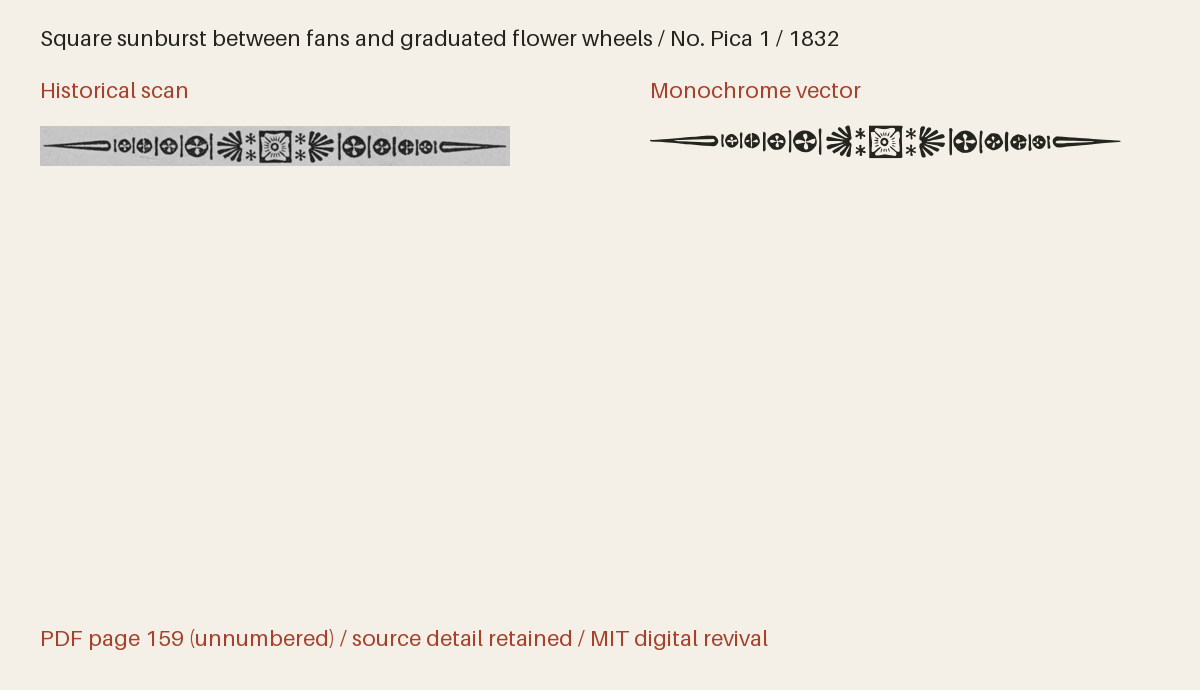 Square sunburst between fans and graduated flower wheels / No. Pica 1 / 1832
Historical scan
Monochrome vector
PDF page 159 (unnumbered) / source detail retained / MIT digital revival